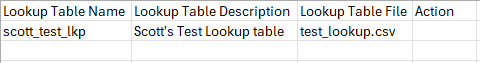 Lookup Table Name Lookup Table Description Lookup Table File Action
scott_test_lkp Scott's Test Lookup table test_lookup.csv